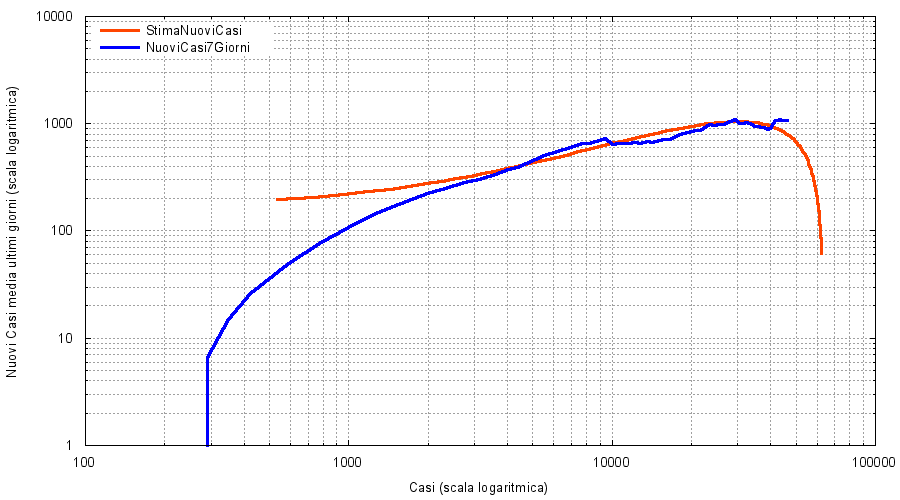 10000
StimaNuoviCasi
NuoviCasi7Giorni
1000
100
10
1
Nuovi Casi media ultimi giorni (scala logaritmica)
100
1000
10000
100000
Casi (scala logaritmica)